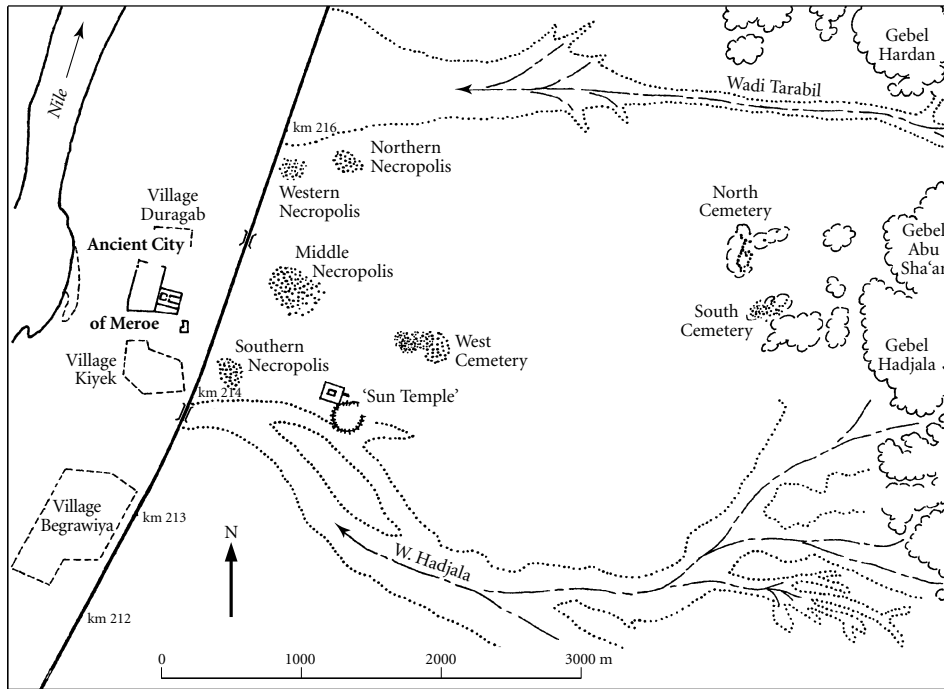 Nile
Gebel
Hardan
Wadi Tarabil
km 216
Northern
Necropolis
Western
Necropolis
Village
Duragab
North
Cemetery
Ancient City
Gebel
Abu
Sha‘ar
Middle
Necropolis
of Meroe
South
Cemetery
Southern
Necropolis
West
Cemetery
Village
Kiyek
Gebel
Hadjala
km 214
‘Sun Temple’
Village
Begrawiya
km 213
N
W. Hadjala
km 212
0 1000 2000 3000 m